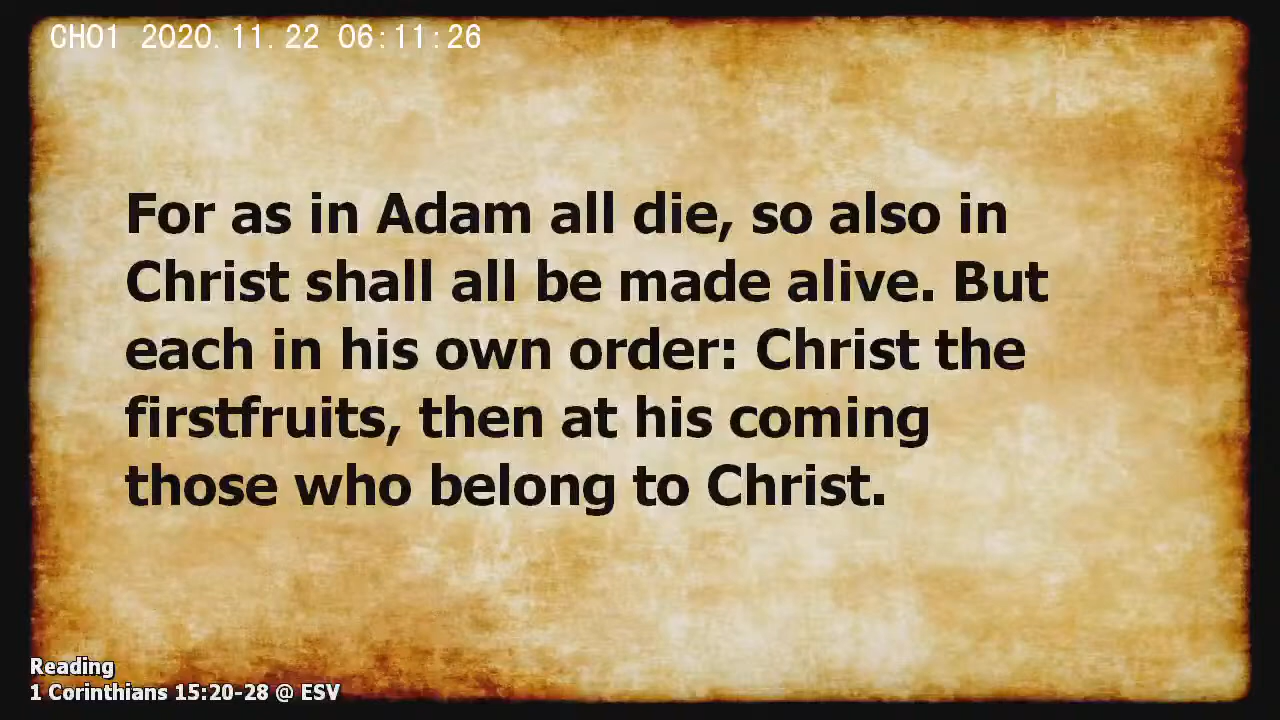 CH01 2020.11.22 06:11:26
For as in Adam all die, so also in
Christ shall all be made alive. But
each in his own order: Christ the
firstfruits, then at his coming
those who belong to Christ.
Reading
1 Corinthians 15:20-28 @ ESV